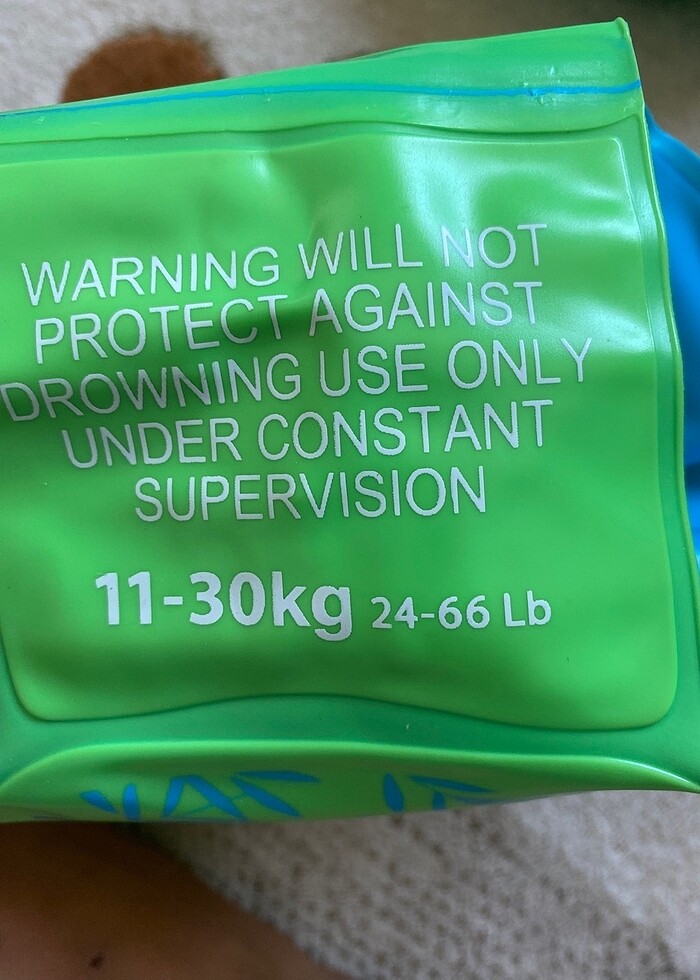 WARNING WILL NOT
PROTECT AGAINST
DROWNING USE ONLY
UNDER CONSTANT
SUPERVISION
11-30kg 24-66 Lb